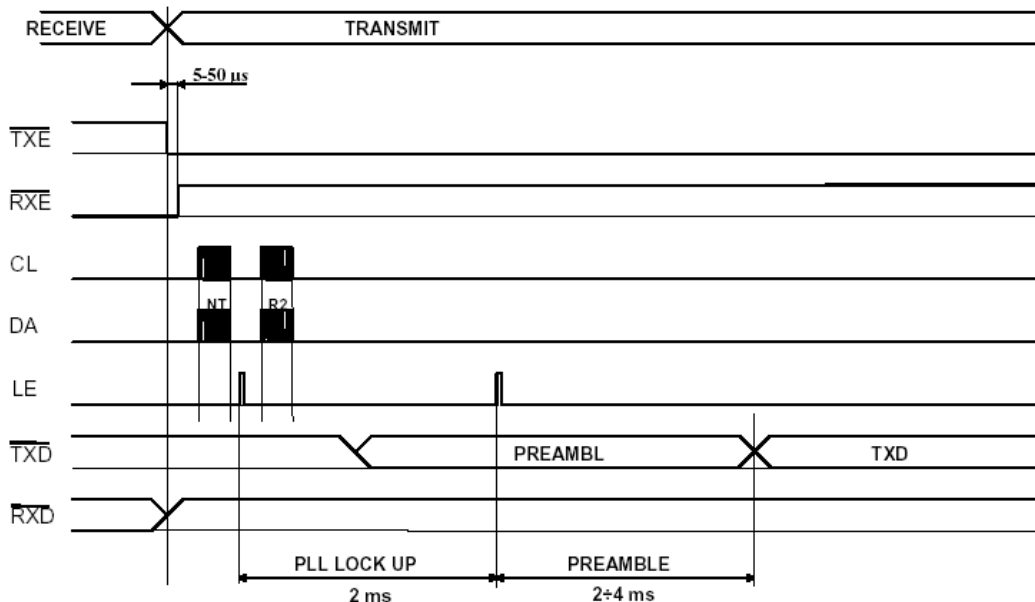 RECEIVE TRANSMIT
5-50 µs
TXE
RXE
CL
NT R2
DA
LE
TXD PREAMBL TXD
RXD
PLL LOCK UP PREAMBLE
2 ms 2÷4 ms